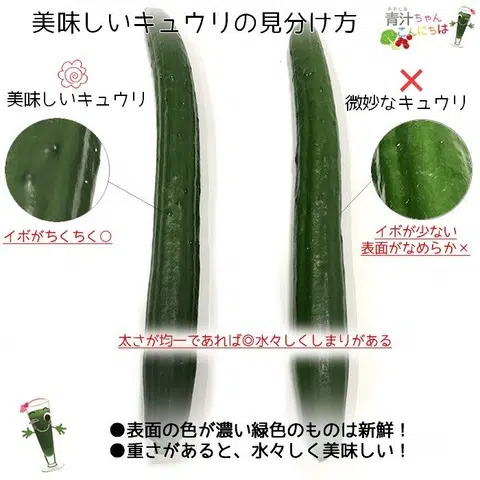 美味しいキュウリの見分け方
あおじる
青汁ちゃん
こんにちは
美味しいキュウリ
微妙なキュウリ
イボがちくちく○
イボが少ない
表面がなめらか×
太さが均一であれば◎水々しくしまりがある
●表面の色が濃い緑色のものは新鮮！
●重さがあると、水々しく美味しい！